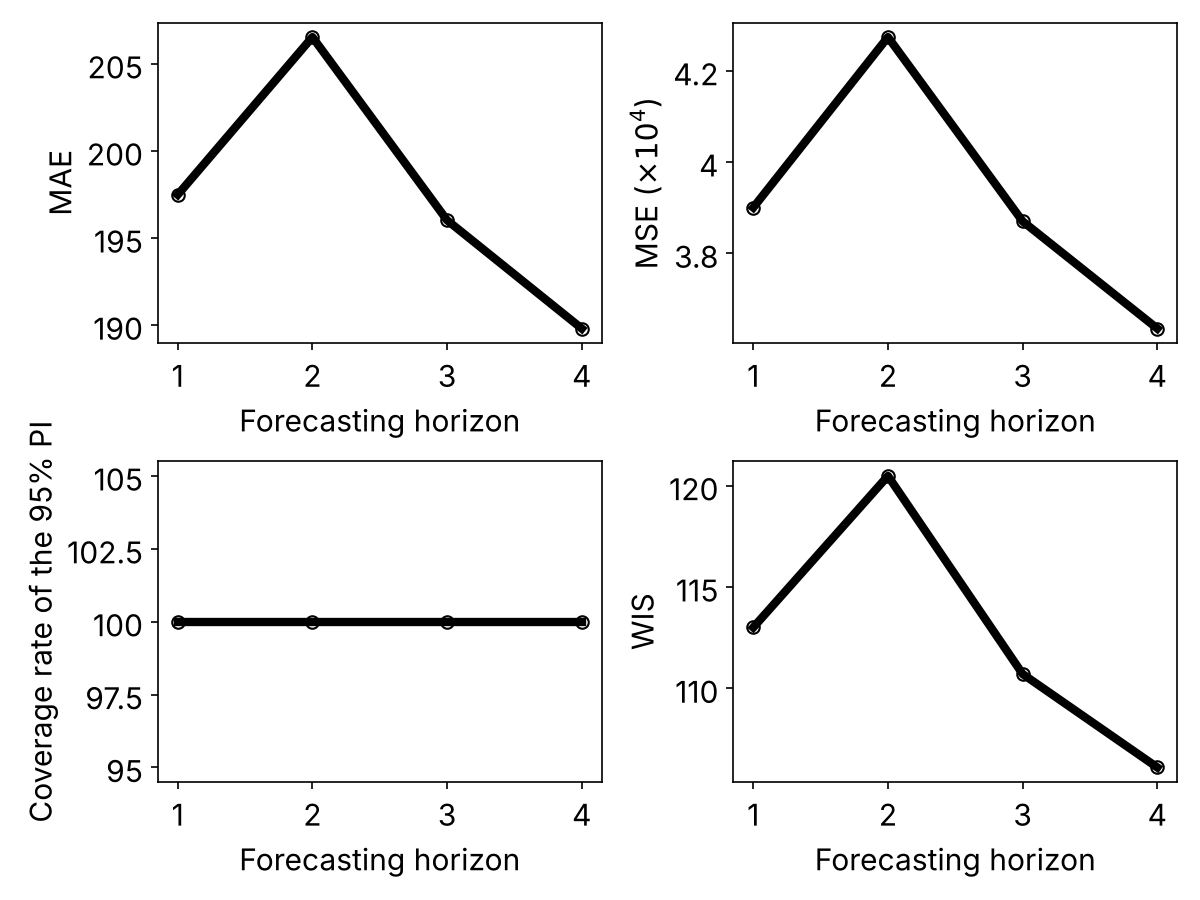 MAE
205
200
195
190
1 2 3 4
Forecasting horizon
MSE (×10⁴)
4.2
4
3.8
1 2 3 4
Forecasting horizon
Coverage rate of the 95% PI
105
102.5
100
97.5
95
1 2 3 4
Forecasting horizon
WIS
120
115
110
1 2 3 4
Forecasting horizon